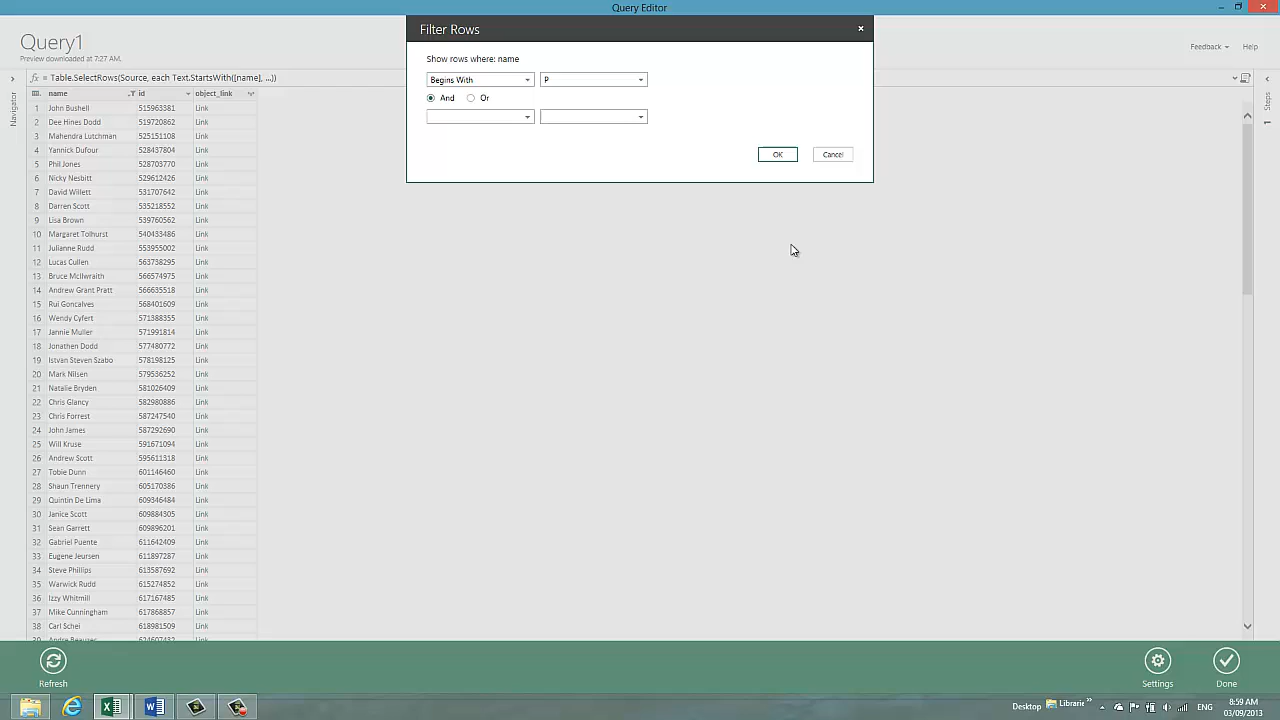 Query Editor
Filter Rows
Query1
Preview downloaded at 7:27 AM.
Feedback
Help
Show rows where: name
fx = Table.SelectRows(Source, each Text.StartsWith([name], ...))
Begins With P
And Or
OK Cancel
Navigator
Steps
1
name id object_link
1 John Bushell 515963381 Link
2 Dee Hines Dodd 519720862 Link
3 Mahendra Lutchman 525151108 Link
4 Yannick Dufour 528437804 Link
5 Phil Jones 528703770 Link
6 Nicky Nesbitt 529612426 Link
7 David Willett 531707642 Link
8 Darren Scott 535218552 Link
9 Lisa Brown 539760562 Link
10 Margaret Tolhurst 540433486 Link
11 Julianne Rudd 553955002 Link
12 Lucas Cullen 563738295 Link
13 Bruce McIlwraith 566574975 Link
14 Andrew Grant Pratt 566635518 Link
15 Rui Goncalves 568401609 Link
16 Wendy Cyfert 571388355 Link
17 Jannie Muller 571991814 Link
18 Jonathen Dodd 577480772 Link
19 Istvan Steven Szabo 578198125 Link
20 Mark Nilsen 579536252 Link
21 Natalie Bryden 581026409 Link
22 Chris Glancy 582980886 Link
23 Chris Forrest 587247540 Link
24 John James 587292690 Link
25 Will Kruse 591671094 Link
26 Andrew Scott 595611318 Link
27 Tobie Dunn 601146460 Link
28 Shaun Trennery 605170386 Link
29 Quintin De Lima 609346484 Link
30 Janice Scott 609884305 Link
31 Sean Garrett 609896201 Link
32 Gabriel Puente 611642409 Link
33 Eugene Jeursen 611897287 Link
34 Steve Phillips 613587692 Link
35 Warwick Rudd 615274852 Link
36 Izzy Whitmill 617167485 Link
37 Mike Cunningham 617868857 Link
38 Carl Schei 618981509 Link
Refresh
Settings
Done
Desktop
Librarie
ENG
8:59 AM
03/09/2013